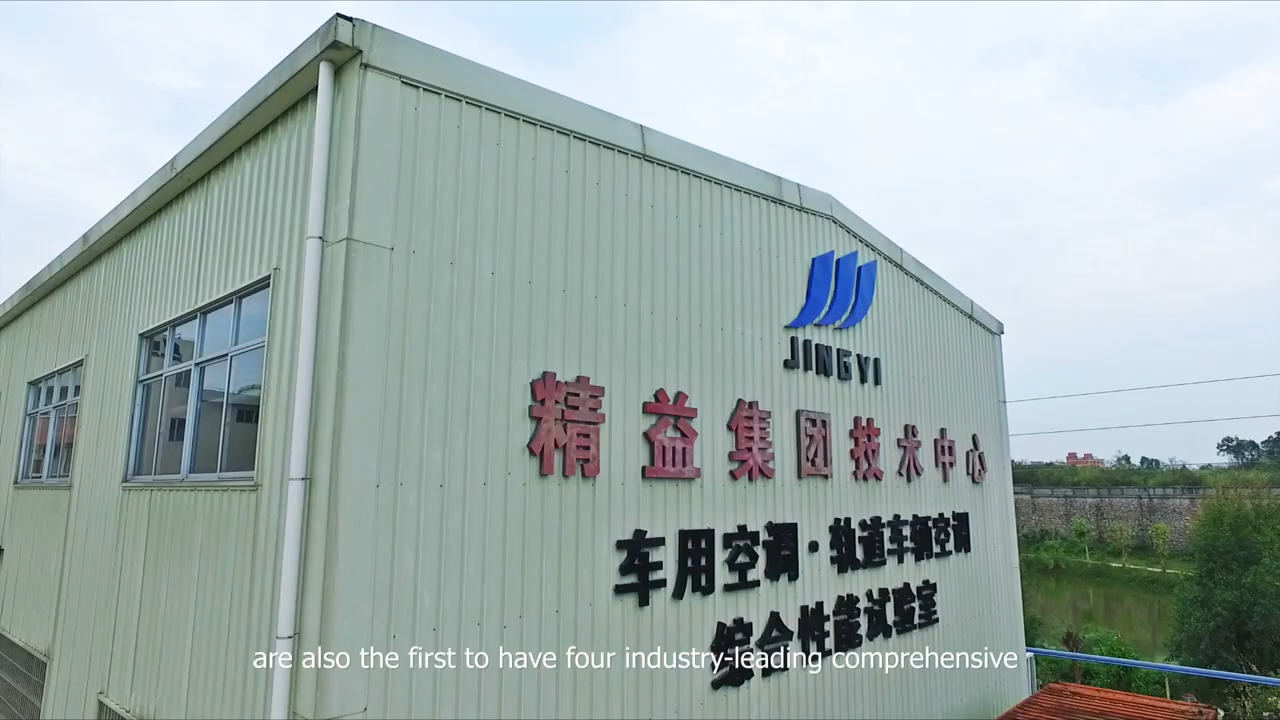 JINGYI
精益集团技术中心
车用空调·轨道车辆空调
综合性能试验室
are also the first to have four industry-leading comprehensive